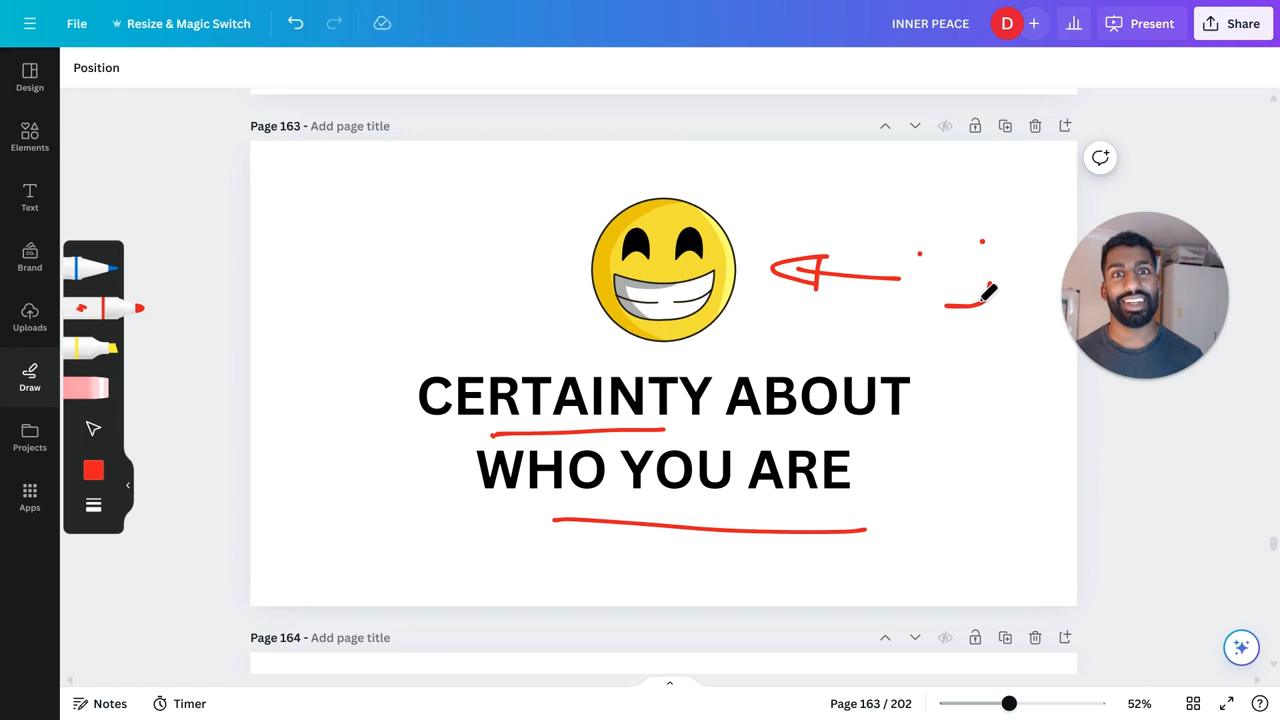 File
Resize & Magic Switch
INNER PEACE
D
Present
Share
Position
Design
Elements
Text
Brand
Uploads
Draw
Projects
Apps
Page 163 - Add page title
CERTAINTY ABOUT
WHO YOU ARE
Page 164 - Add page title
Notes
Timer
Page 163 / 202
52%